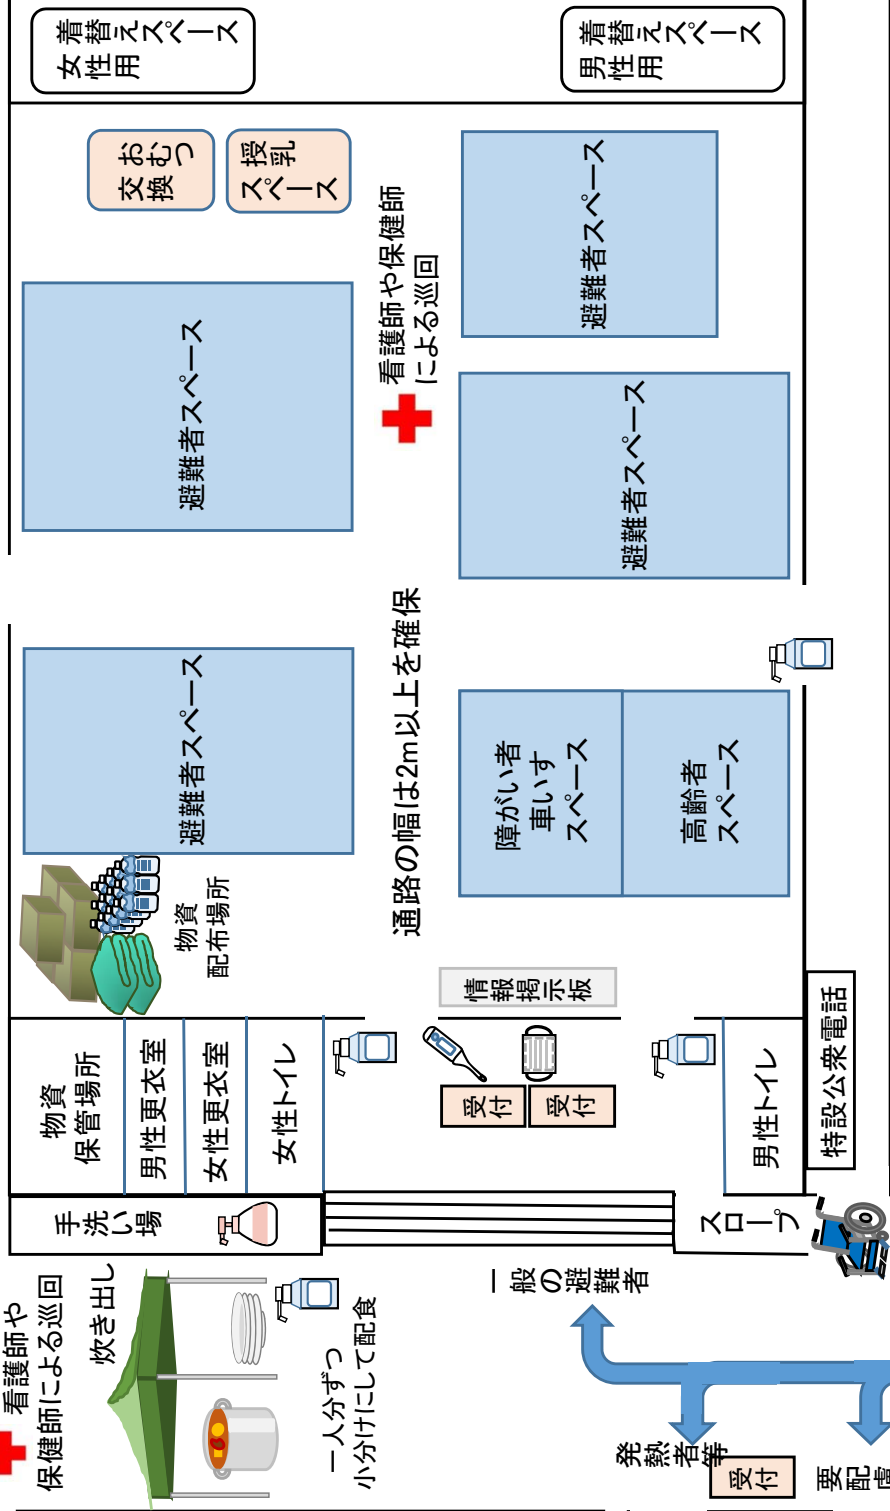 看護師や
保健師による巡回
炊き出し
一人分ずつ
小分けにして配食
手洗い場
物資
保管場所
男性更衣室
女性更衣室
女性トイレ
物資
配布場所
避難者スペース
避難者スペース
おむつ
交換
授乳
スペース
着替えスペース
女性用
看護師や保健師
による巡回
通路の幅は2m以上を確保
情報掲示板
受付
受付
障がい者
車いす
スペース
高齢者
スペース
避難者スペース
避難者スペース
着替えスペース
男性用
男性トイレ
特設公衆電話
スロープ
一般の避難者
発熱者等
受付
要配慮